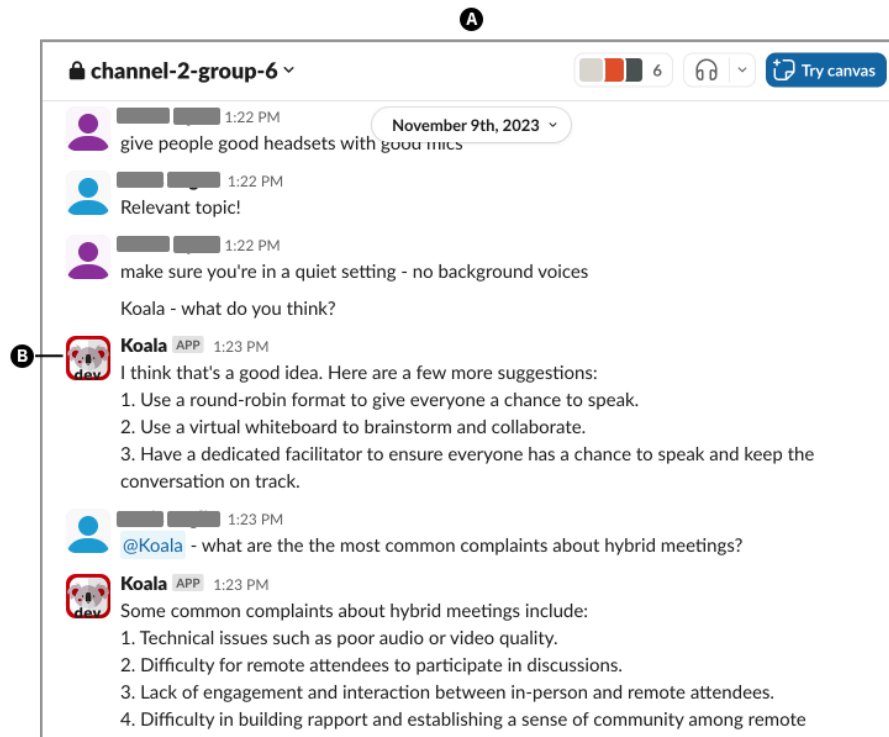 A
channel-2-group-6
6
Try canvas
1:22 PM
November 9th, 2023
give people good headsets with good mics
1:22 PM
Relevant topic!
1:22 PM
make sure you're in a quiet setting - no background voices
Koala - what do you think?
B
Koala APP 1:23 PM
dev
I think that's a good idea. Here are a few more suggestions:
1. Use a round-robin format to give everyone a chance to speak.
2. Use a virtual whiteboard to brainstorm and collaborate.
3. Have a dedicated facilitator to ensure everyone has a chance to speak and keep the
conversation on track.
1:23 PM
@Koala - what are the the most common complaints about hybrid meetings?
Koala APP 1:23 PM
dev
Some common complaints about hybrid meetings include:
1. Technical issues such as poor audio or video quality.
2. Difficulty for remote attendees to participate in discussions.
3. Lack of engagement and interaction between in-person and remote attendees.
4. Difficulty in building rapport and establishing a sense of community among remote